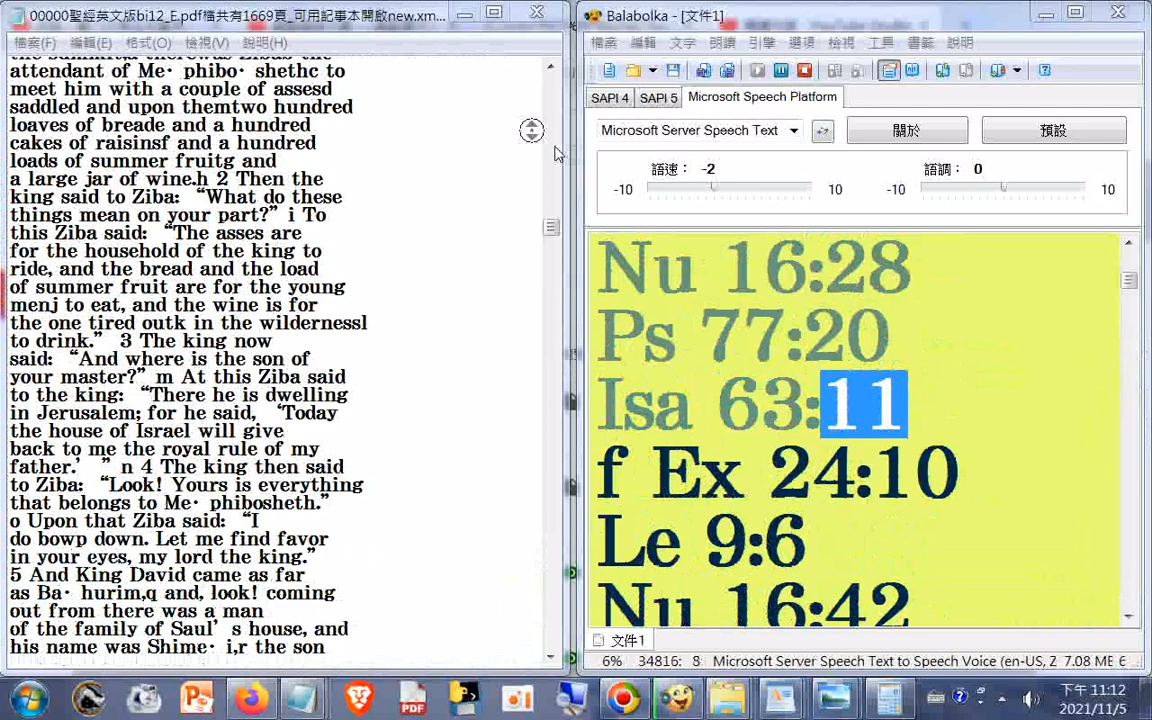 00000聖經英文版bi12_E.pdf檔共有1669頁_可用記事本開啟new.xm...
檔案(F) 編輯(E) 格式(O) 檢視(V) 說明(H)
attendant of Me· phibo· shethc to
meet him with a couple of assesd
saddled and upon themtwo hundred
loaves of breade and a hundred
cakes of raisinsf and a hundred
loads of summer fruitg and
a large jar of wine.h 2 Then the
king said to Ziba: “What do these
things mean on your part?” i To
this Ziba said: “The asses are
for the household of the king to
ride, and the bread and the load
of summer fruit are for the young
menj to eat, and the wine is for
the one tired outk in the wildernessl
to drink.” 3 The king now
said: “And where is the son of
your master?” m At this Ziba said
to the king: “There he is dwelling
in Jerusalem; for he said, ‘Today
the house of Israel will give
back to me the royal rule of my
father.’ ” n 4 The king then said
to Ziba: “Look! Yours is everything
that belongs to Me· phibosheth.”
o Upon that Ziba said: “I
do bowp down. Let me find favor
in your eyes, my lord the king.”
5 And King David came as far
as Ba· hurim,q and, look! coming
out from there was a man
of the family of Saul’s house, and
his name was Shime· i,r the son
Balabolka - [文件1]
檔案 編輯 文字 朗讀 引擎 選項 檢視 工具 書籤 說明
SAPI 4 SAPI 5 Microsoft Speech Platform
Microsoft Server Speech Text 關於 預設
語速: -2 語調: 0
-10 10 -10 10
Nu 16:28
Ps 77:20
Isa 63:11
f Ex 24:10
Le 9:6
Nu 16:42
文件1
6% 34816: 8 Microsoft Server Speech Text to Speech Voice (en-US, Z 7.08 MB 6
PDF
下午 11:12
2021/11/5